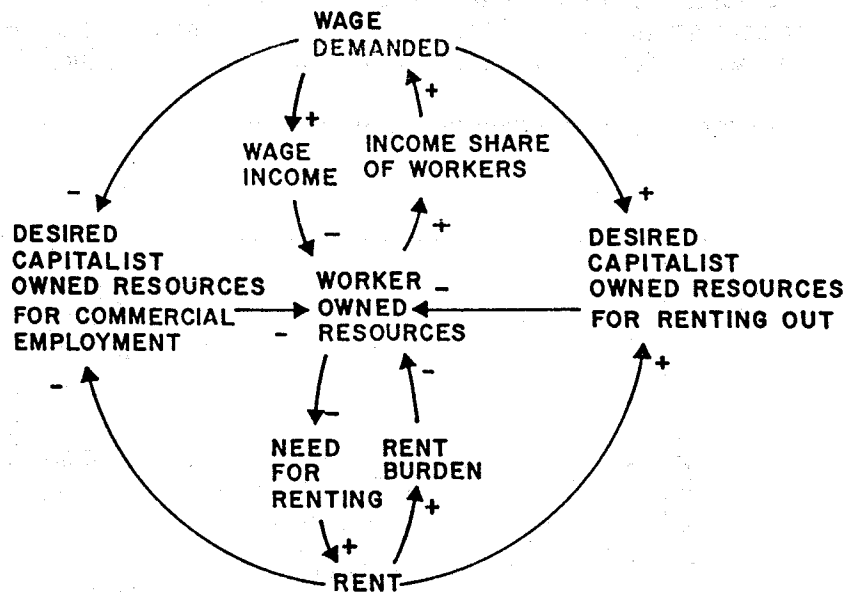 WAGE
DEMANDED
+
+
WAGE
INCOME
INCOME SHARE
OF WORKERS
-
+
-
+
DESIRED
CAPITALIST
OWNED RESOURCES
FOR COMMERCIAL
EMPLOYMENT
WORKER
OWNED
RESOURCES
-
-
DESIRED
CAPITALIST
OWNED RESOURCES
FOR RENTING OUT
-
+
-
-
NEED
FOR
RENTING
RENT
BURDEN
+
+
RENT